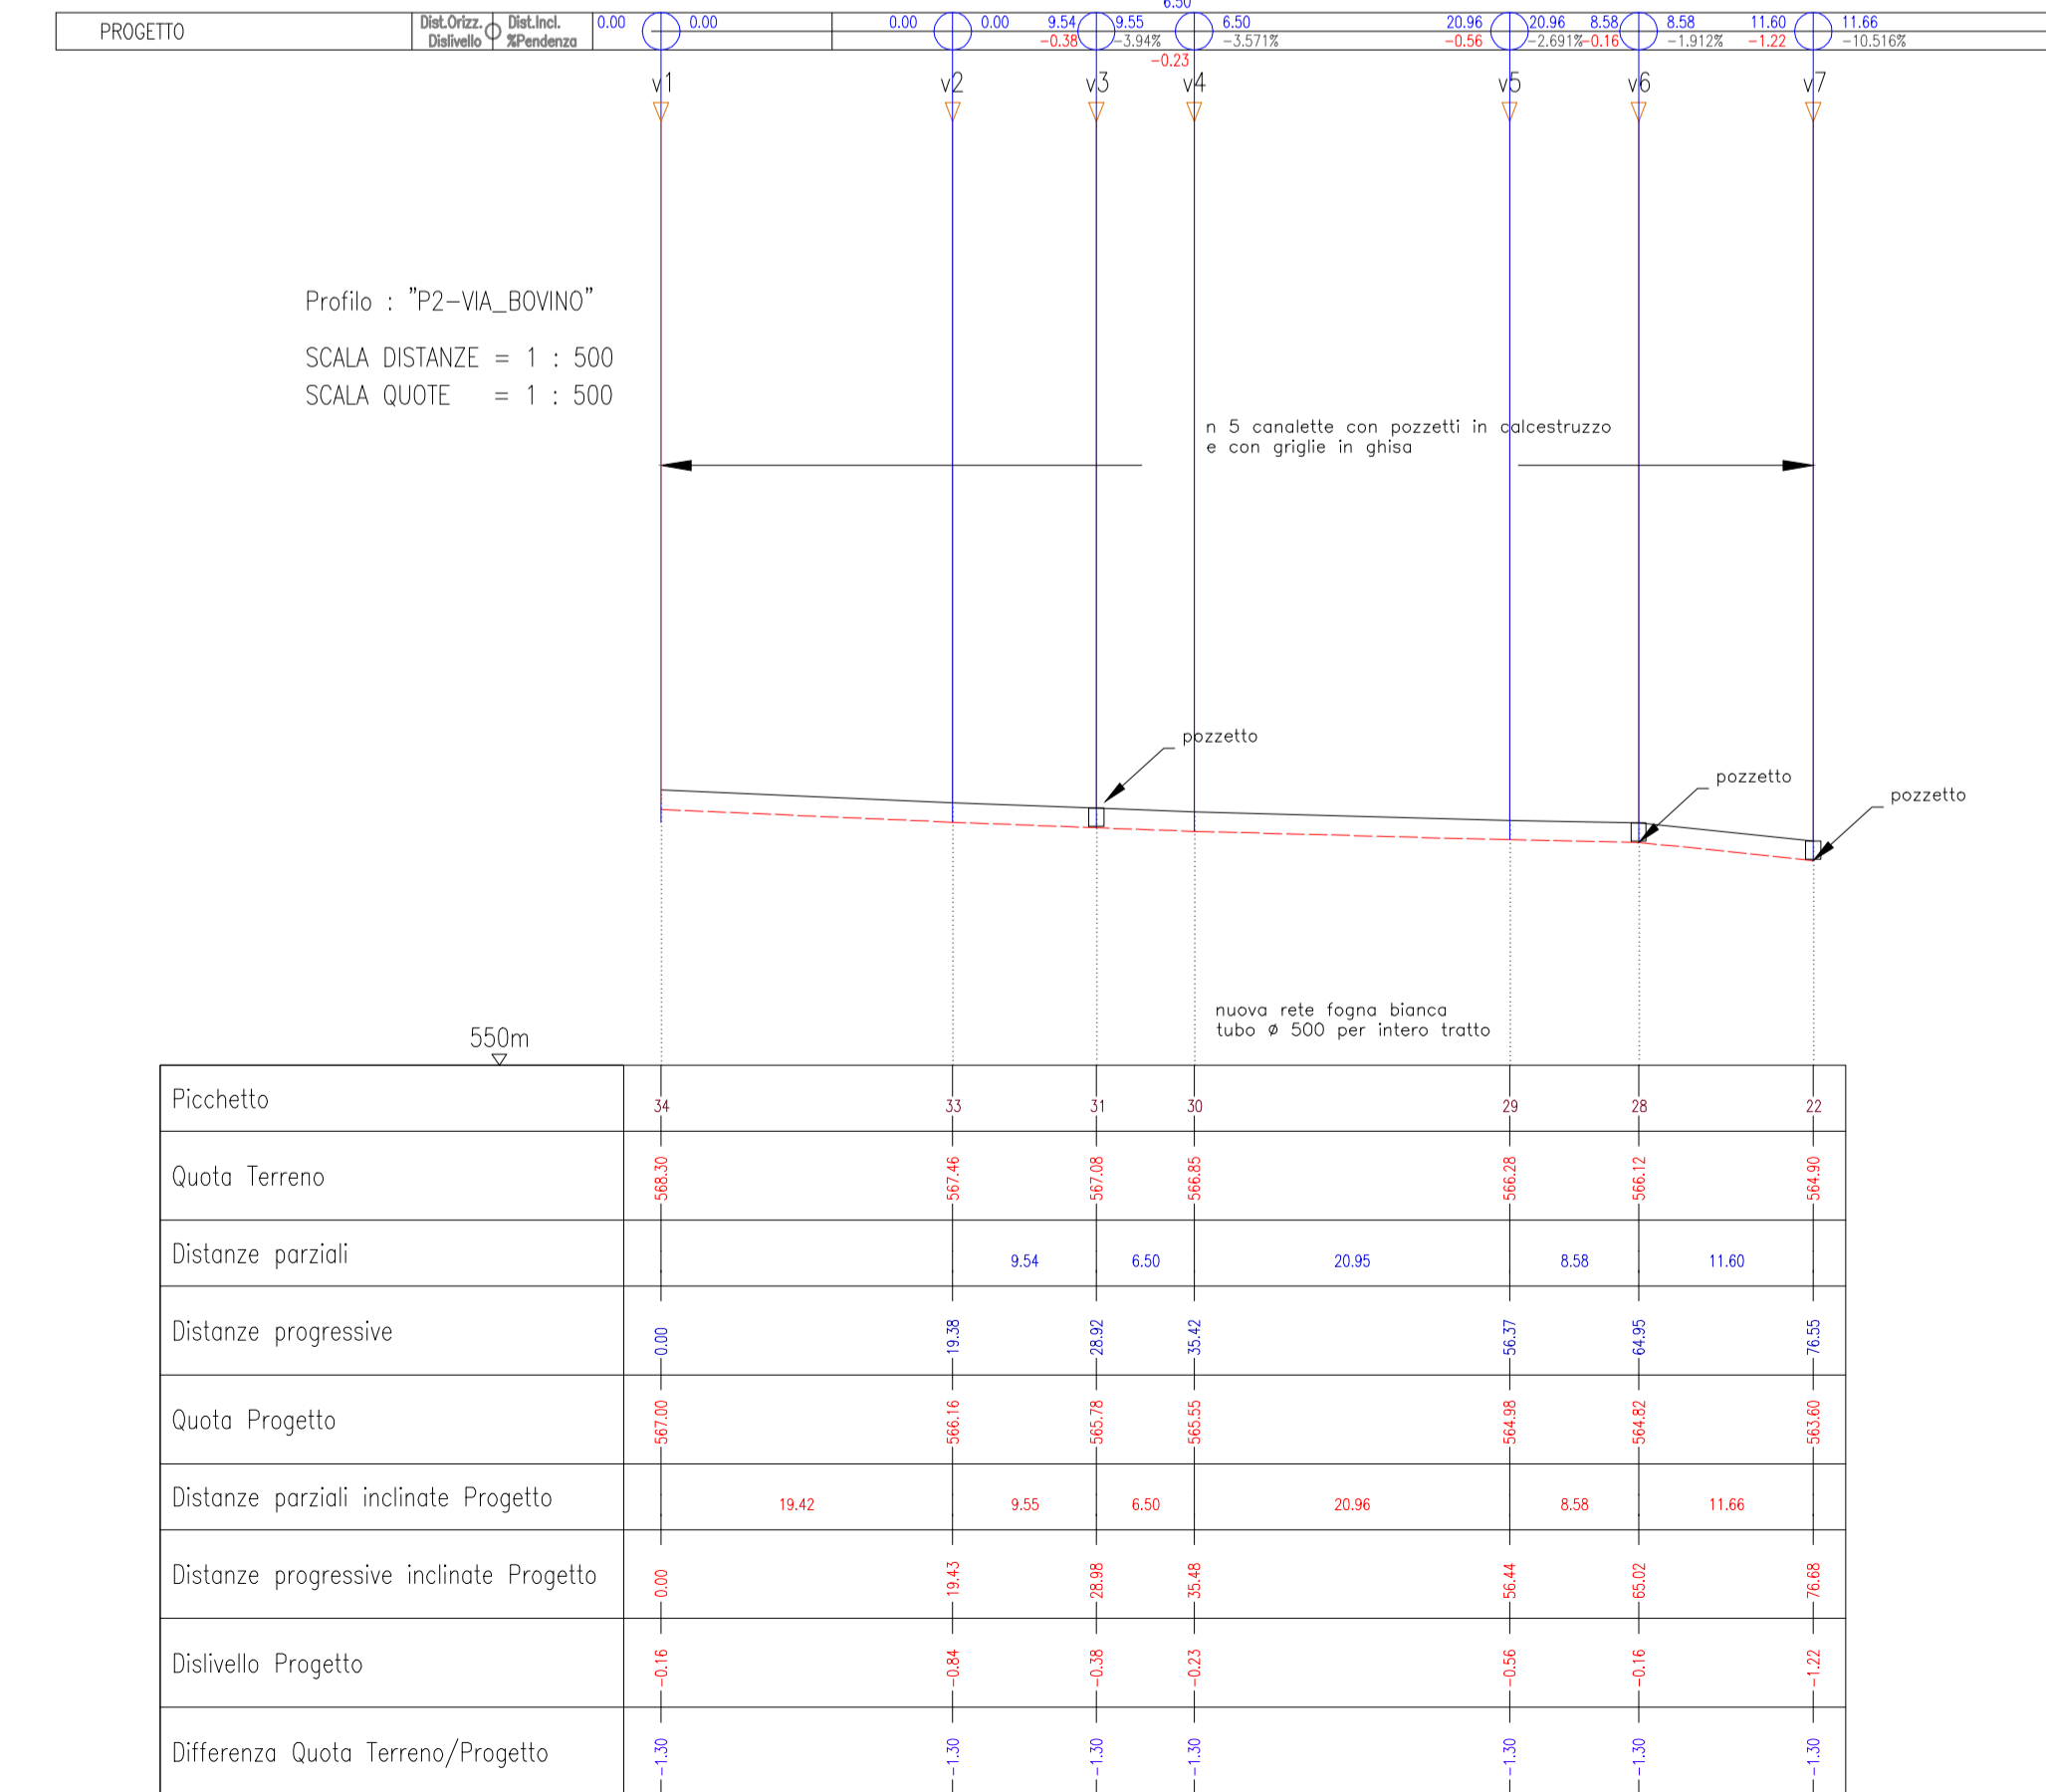 6.50
PROGETTO Dist.Orizz. Dist.Incl. 0.00 0.00 0.00 0.00 9.54 9.55 6.50 20.96 20.96 8.58 8.58 11.60 11.66
Dislivello %Pendenza -0.38 -3.94% -3.571% -0.56 -2.691% -0.16 -1.912% -1.22 -10.516%
-0.23
v1 v2 v3 v4 v5 v6 v7
Profilo : "P2-VIA_BOVINO"
SCALA DISTANZE = 1 : 500
SCALA QUOTE = 1 : 500
n 5 canalette con pozzetti in calcestruzzo
e con griglie in ghisa
pozzetto
pozzetto
pozzetto
nuova rete fogna bianca
tubo ø 500 per intero tratto
550m
Picchetto 34 33 31 30 29 28 22
Quota Terreno 568.30 567.46 567.08 566.85 566.28 566.12 564.90
Distanze parziali 9.54 6.50 20.95 8.58 11.60
Distanze progressive 0.00 19.38 28.92 35.42 56.37 64.95 76.55
Quota Progetto 567.00 566.16 565.78 565.55 564.98 564.82 563.60
Distanze parziali inclinate Progetto 19.42 9.55 6.50 20.96 8.58 11.66
Distanze progressive inclinate Progetto 0.00 19.43 28.98 35.48 56.44 65.02 76.68
Dislivello Progetto -0.16 -0.84 -0.38 -0.23 -0.56 -0.16 -1.22
Differenza Quota Terreno/Progetto -1.30 -1.30 -1.30 -1.30 -1.30 -1.30 -1.30